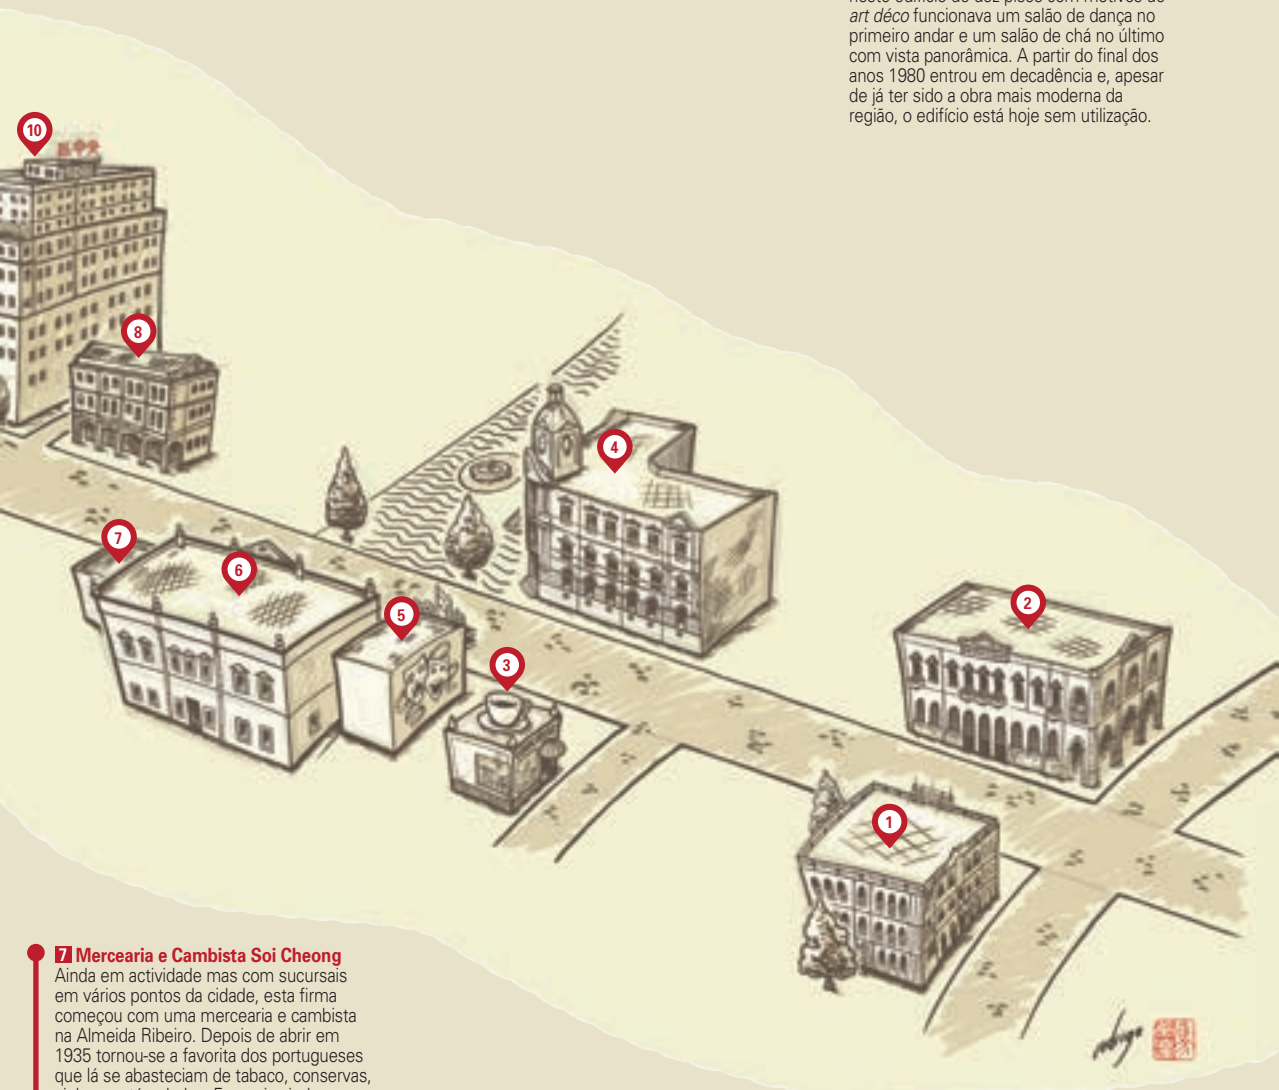 art déco funcionava um salão de dança no
primeiro andar e um salão de chá no último
com vista panorâmica. A partir do final dos
anos 1980 entrou em decadência e, apesar
de já ter sido a obra mais moderna da
região, o edifício está hoje sem utilização.
10
8
4
7
6
5
3
2
1
7 Mercearia e Cambista Soi Cheong
Ainda em actividade mas com sucursais
em vários pontos da cidade, esta firma
começou com uma mercearia e cambista
na Almeida Ribeiro. Depois de abrir em
1935 tornou-se a favorita dos portugueses
que lá se abasteciam de tabaco, conservas,